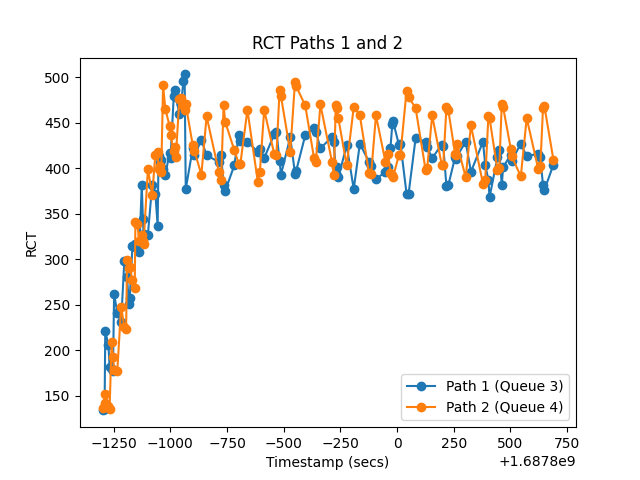 RCT Paths 1 and 2
500
450
400
350
300
250
200
150
RCT
Path 1 (Queue 3)
Path 2 (Queue 4)
−1250 −1000 −750 −500 −250 0 250 500 750
Timestamp (secs)
+1.6878e9